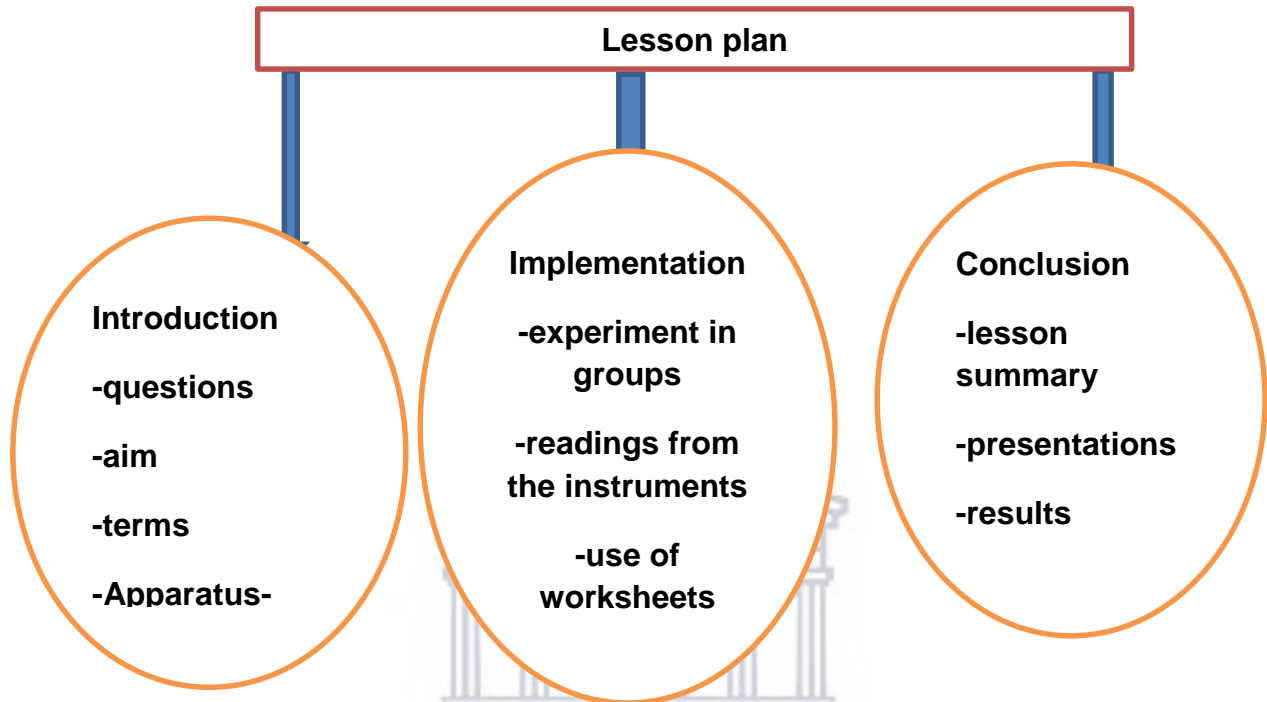 Lesson plan
Introduction
-questions
-aim
-terms
-Apparatus-
Implementation
-experiment in
groups
-readings from
the instruments
-use of
worksheets
Conclusion
-lesson
summary
-presentations
-results